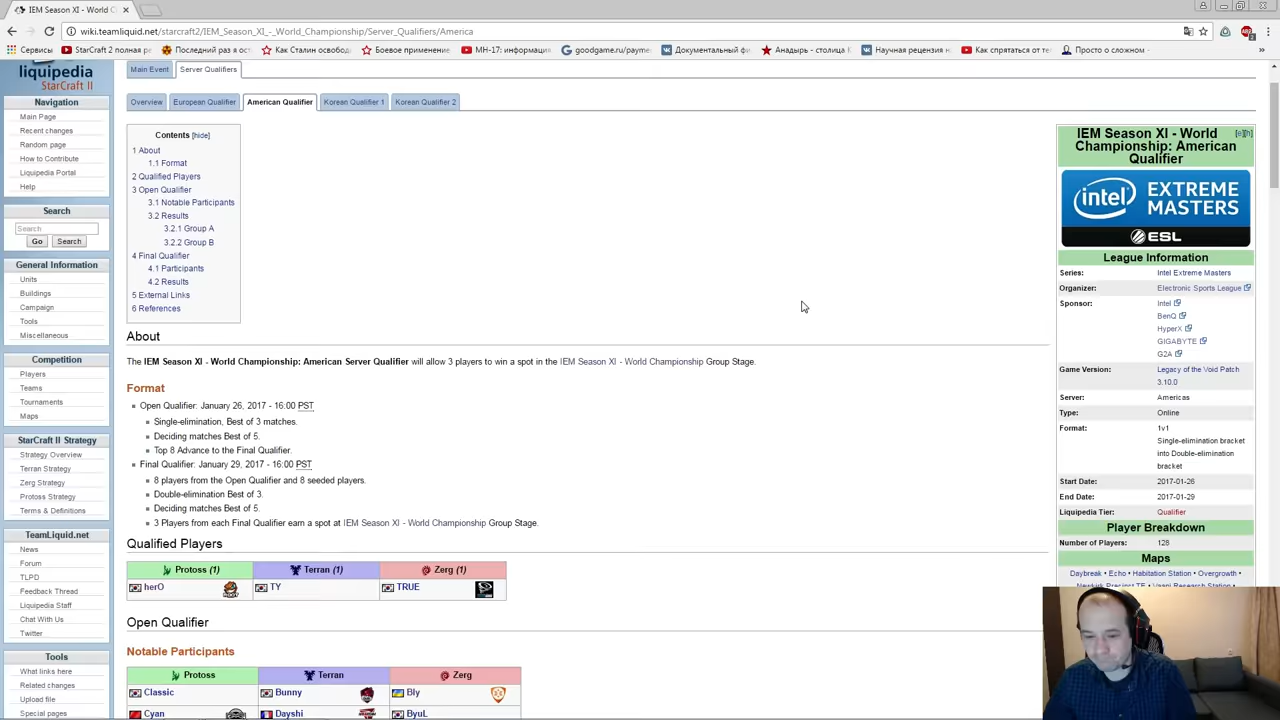 IEM Season XI - World C
wiki.teamliquid.net/starcraft2/IEM_Season_XI_-_World_Championship/Server_Qualifiers/America
Сервисы StarCraft 2 полная р Последний раз я ос Как Сталин освобод Боевое применение МН-17: информаци goodgame.ru/payme Документальный фи Анадырь - столица Научная рецензия н Как спрятаться от те Просто о сложном -
liquipedia
StarCraft II
Navigation
Main Page
Recent changes
Random page
How to Contribute
Liquipedia Portal
Help
Search
Search
Go Search
General Information
Units
Buildings
Campaign
Tools
Miscellaneous
Competition
Players
Teams
Tournaments
Maps
StarCraft II Strategy
Strategy Overview
Terran Strategy
Zerg Strategy
Protoss Strategy
Terms & Definitions
TeamLiquid.net
News
Forum
TLPD
Feedback Thread
Liquipedia Staff
Chat With Us
Twitter
Tools
What links here
Related changes
Upload file
Special pages
Main Event Server Qualifiers
Overview European Qualifier American Qualifier Korean Qualifier 1 Korean Qualifier 2
Contents [hide]
1 About
1.1 Format
2 Qualified Players
3 Open Qualifier
3.1 Notable Participants
3.2 Results
3.2.1 Group A
3.2.2 Group B
4 Final Qualifier
4.1 Participants
4.2 Results
5 External Links
6 References
About
The IEM Season XI - World Championship: American Server Qualifier will allow 3 players to win a spot in the IEM Season XI - World Championship Group Stage.
Format
Open Qualifier: January 26, 2017 - 16:00 PST
Single-elimination, Best of 3 matches.
Deciding matches Best of 5.
Top 8 Advance to the Final Qualifier.
Final Qualifier: January 29, 2017 - 16:00 PST
8 players from the Open Qualifier and 8 seeded players.
Double-elimination Best of 3.
Deciding matches Best of 5.
3 Players from each Final Qualifier earn a spot at IEM Season XI - World Championship Group Stage.
Qualified Players
Protoss (1) Terran (1) Zerg (1)
herO TY TRUE
Open Qualifier
Notable Participants
Protoss Terran Zerg
Classic Bunny Bly
Cyan Dayshi ByuL
IEM Season XI - World [e][h]
Championship: American
Qualifier
intel EXTREME
MASTERS
ESL
League Information
Series: Intel Extreme Masters
Organizer: Electronic Sports League
Sponsor: Intel
BenQ
HyperX
GIGABYTE
G2A
Game Version: Legacy of the Void Patch
3.10.0
Server: Americas
Type: Online
Format: 1v1
Single-elimination bracket
into Double-elimination
bracket
Start Date: 2017-01-26
End Date: 2017-01-29
Liquipedia Tier: Qualifier
Player Breakdown
Number of Players: 128
Maps
Daybreak • Echo • Habitation Station • Overgrowth •
Newkirk Precinct TE • Vaani Research Station •